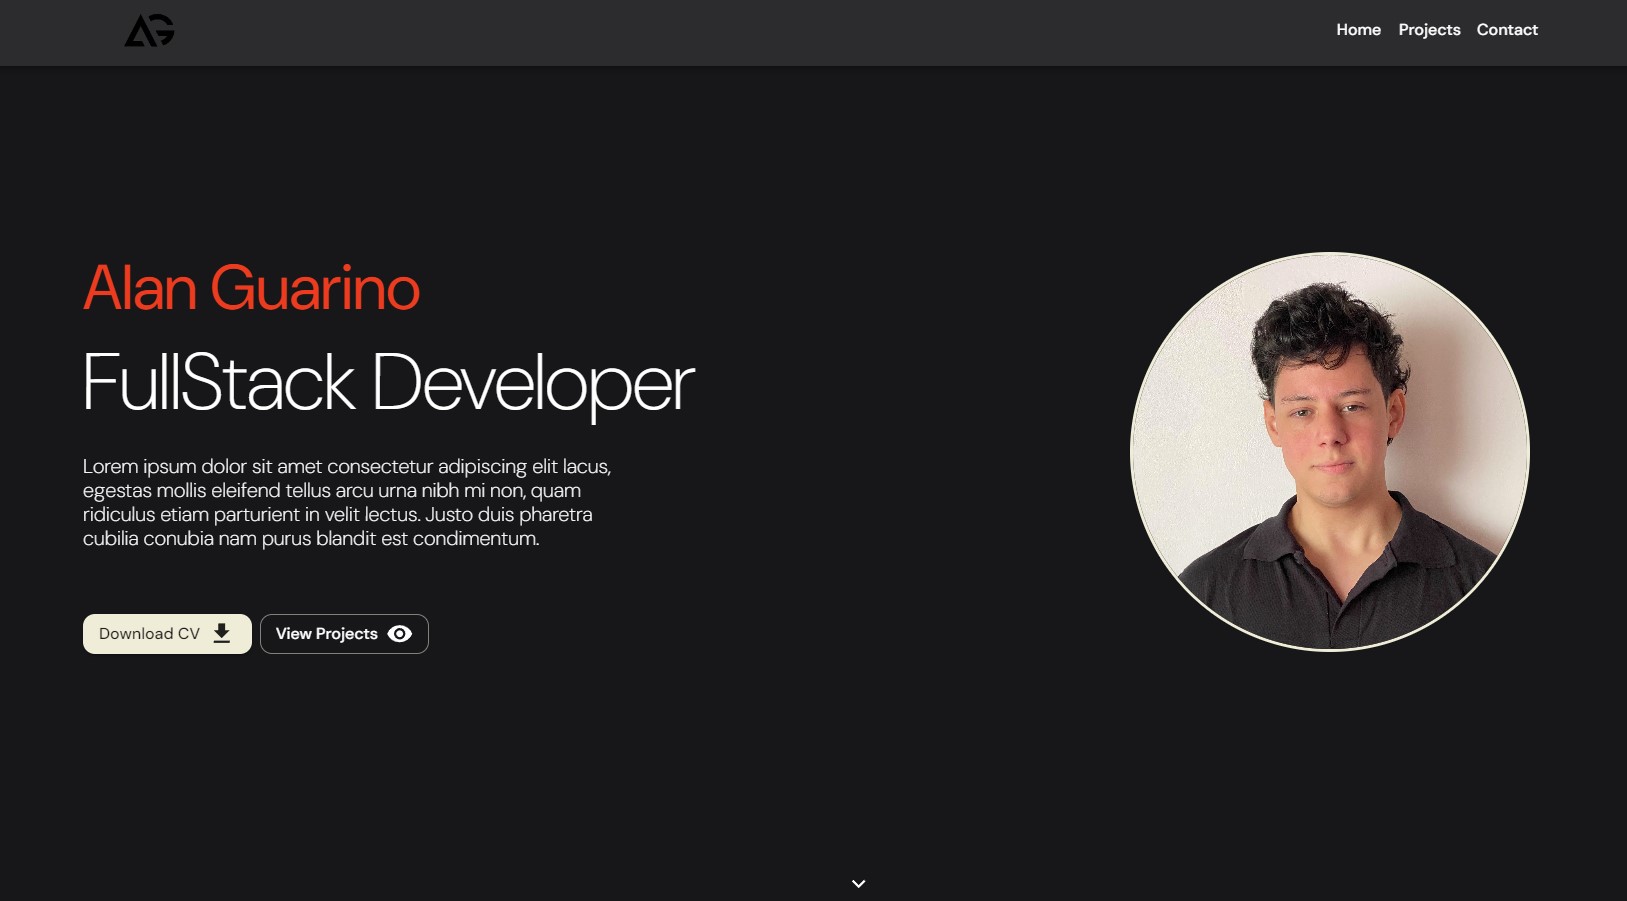 AG
Home Projects Contact
Alan Guarino
FullStack Developer
Lorem ipsum dolor sit amet consectetur adipiscing elit lacus,
egestas mollis eleifend tellus arcu urna nibh mi non, quam
ridiculus etiam parturient in velit lectus. Justo duis pharetra
cubilia conubia nam purus blandit est condimentum.
Download CV View Projects